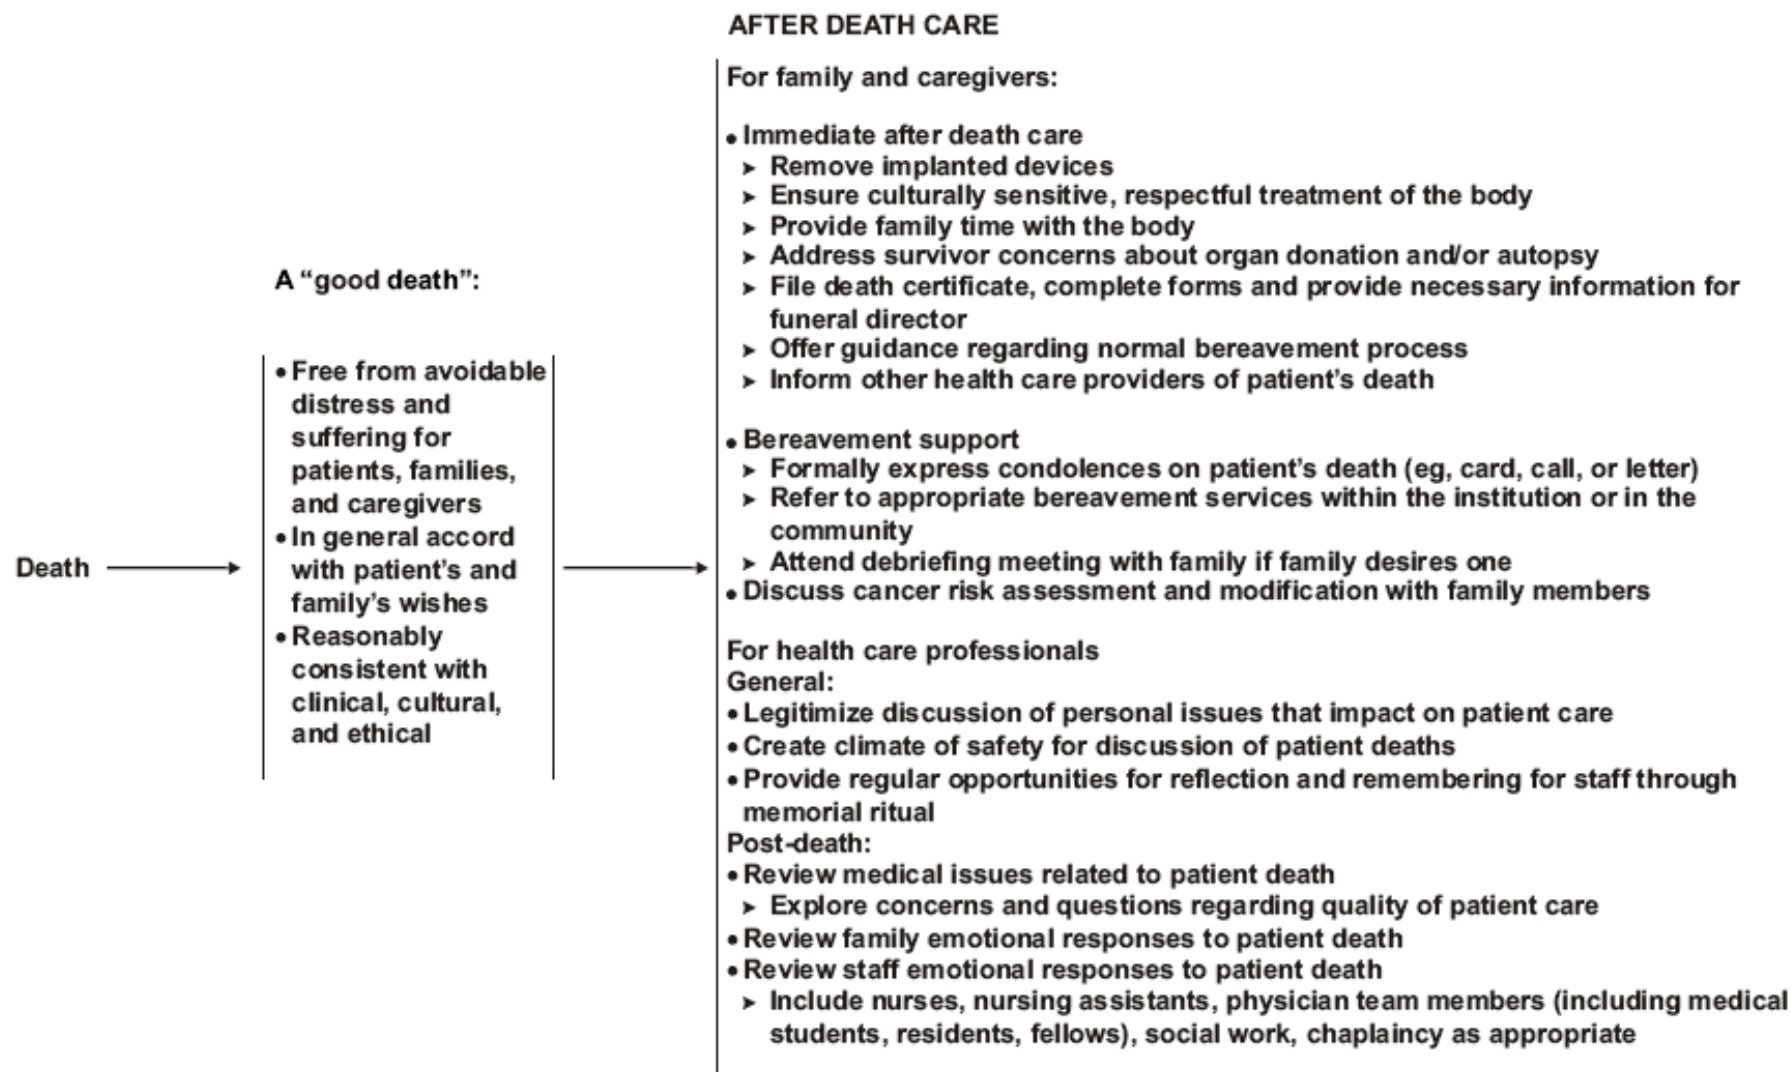 AFTER DEATH CARE
For family and caregivers:
• Immediate after death care
➤ Remove implanted devices
➤ Ensure culturally sensitive, respectful treatment of the body
➤ Provide family time with the body
➤ Address survivor concerns about organ donation and/or autopsy
➤ File death certificate, complete forms and provide necessary information for
funeral director
➤ Offer guidance regarding normal bereavement process
➤ Inform other health care providers of patient's death
• Bereavement support
➤ Formally express condolences on patient's death (eg, card, call, or letter)
➤ Refer to appropriate bereavement services within the institution or in the
community
➤ Attend debriefing meeting with family if family desires one
• Discuss cancer risk assessment and modification with family members
For health care professionals
General:
• Legitimize discussion of personal issues that impact on patient care
• Create climate of safety for discussion of patient deaths
• Provide regular opportunities for reflection and remembering for staff through
memorial ritual
Post-death:
• Review medical issues related to patient death
➤ Explore concerns and questions regarding quality of patient care
• Review family emotional responses to patient death
• Review staff emotional responses to patient death
➤ Include nurses, nursing assistants, physician team members (including medical
students, residents, fellows), social work, chaplaincy as appropriate
A “good death”:
• Free from avoidable
distress and
suffering for
patients, families,
and caregivers
• In general accord
with patient's and
family's wishes
• Reasonably
consistent with
clinical, cultural,
and ethical
Death